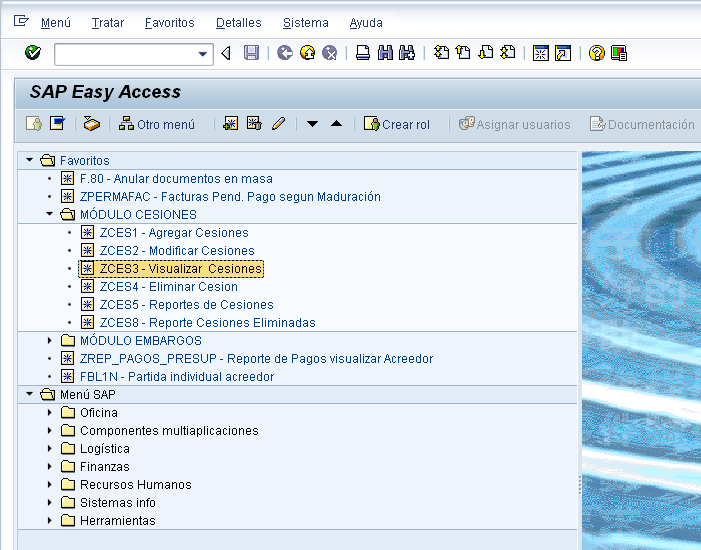 Menú Tratar Favoritos Detalles Sistema Ayuda
SAP Easy Access
Otro menú Crear rol Asignar usuarios Documentación
Favoritos
F.80 - Anular documentos en masa
ZPERMAFAC - Facturas Pend. Pago segun Maduración
MÓDULO CESIONES
ZCES1 - Agregar Cesiones
ZCES2 - Modificar Cesiones
ZCES3 - Visualizar  Cesiones
ZCES4 - Eliminar Cesion
ZCES5 - Reportes de Cesiones
ZCES8 - Reporte Cesiones Eliminadas
MÓDULO EMBARGOS
ZREP_PAGOS_PRESUP - Reporte de Pagos visualizar Acreedor
FBL1N - Partida individual acreedor
Menú SAP
Oficina
Componentes multiaplicaciones
Logística
Finanzas
Recursos Humanos
Sistemas info
Herramientas